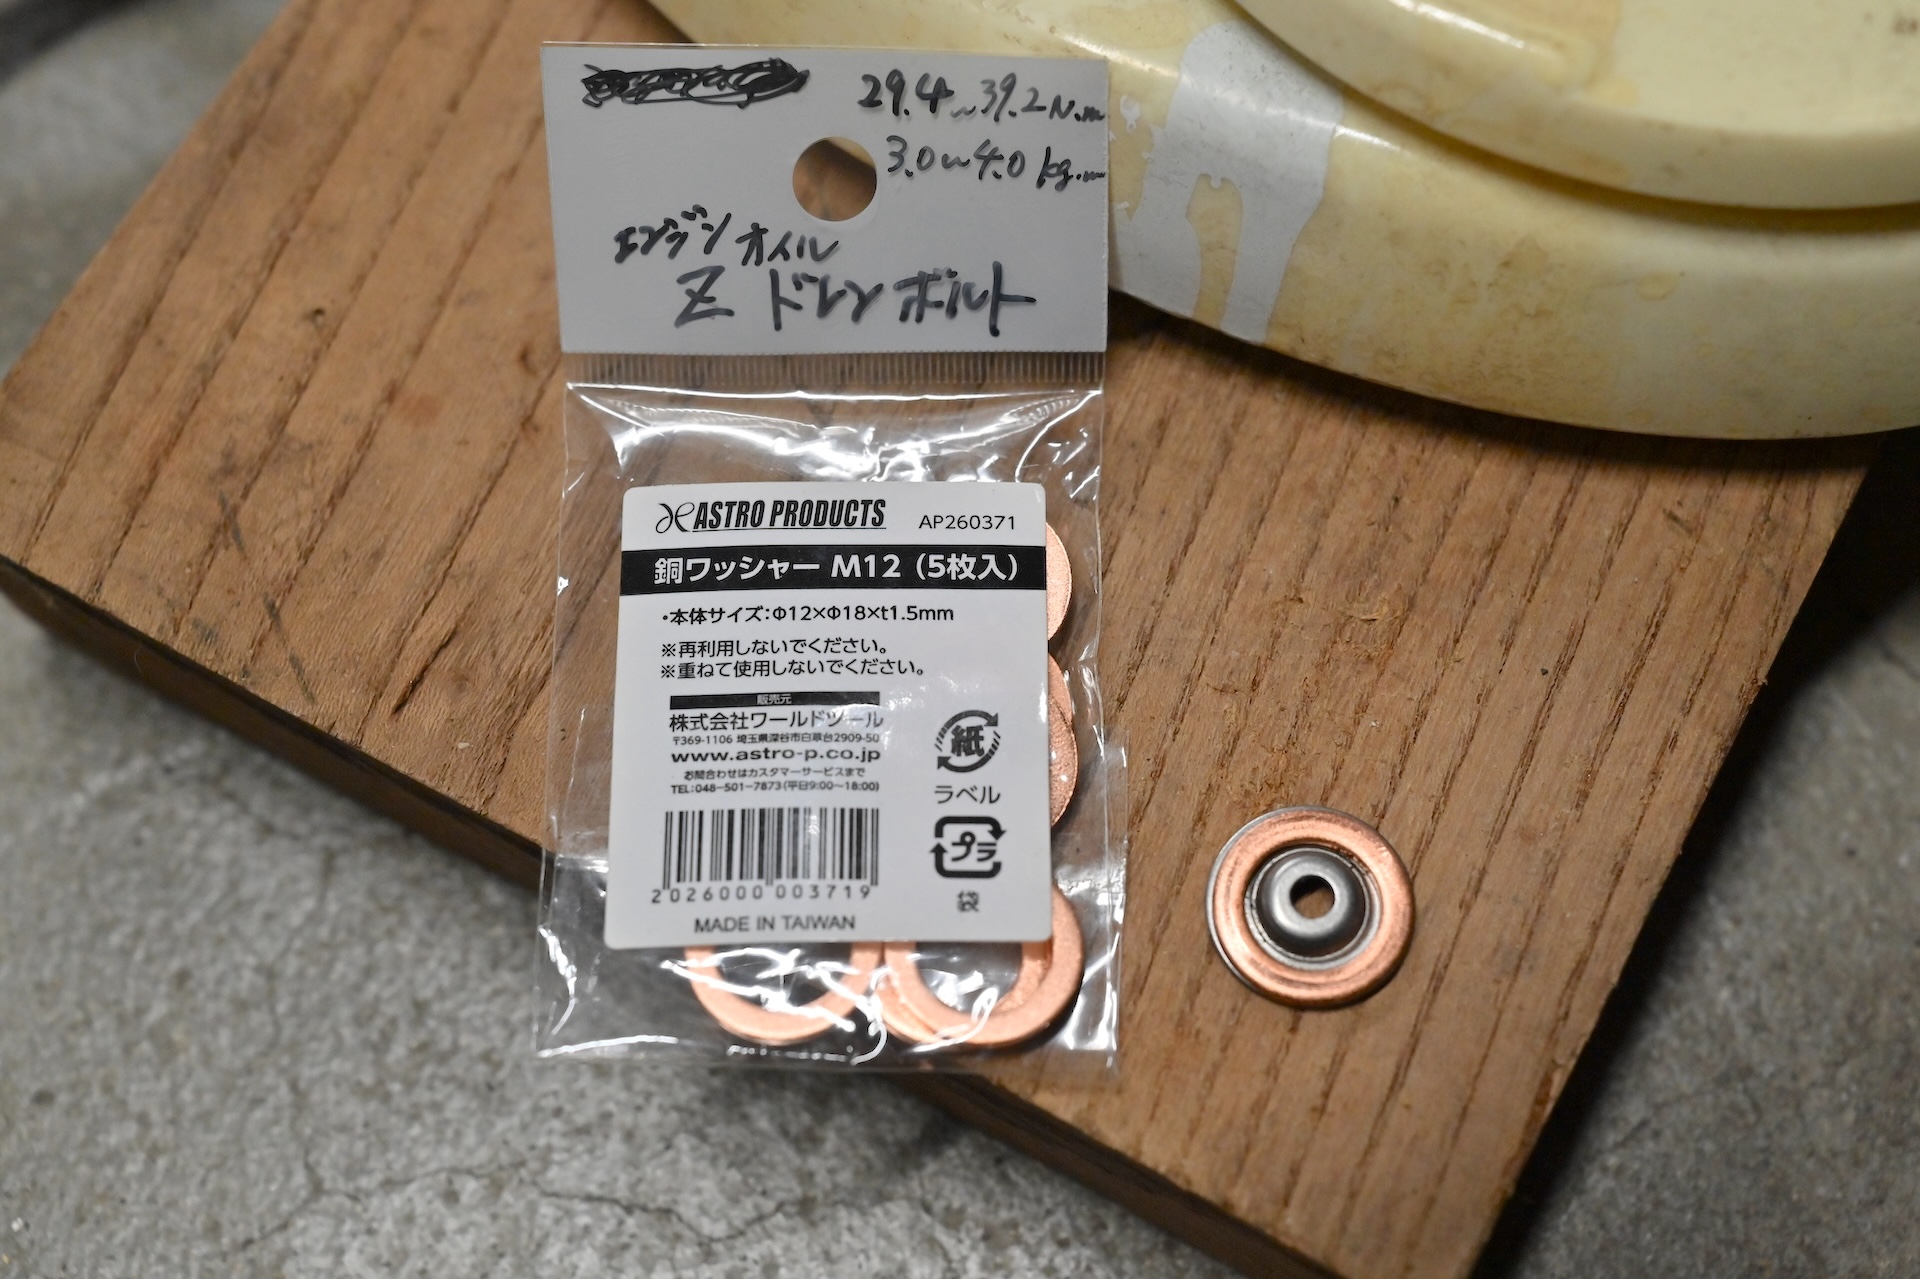 29.4~39.2N.m
3.0~4.0kg.m
エンジンオイル
Z ドレンボルト
ASTRO PRODUCTS AP260371
銅ワッシャー M12（5枚入）
・本体サイズ：Φ12×Φ18×t1.5mm
※再利用しないでください。
※重ねて使用しないでください。
販売元
株式会社ワールドツール
〒369-1106 埼玉県深谷市白草台2909-50
www.astro-p.co.jp
お問合わせはカスタマーサービスまで
TEL：048-501-7873（平日9:00～18:00）
紙
ラベル
プラ
袋
2026000003719
MADE IN TAIWAN